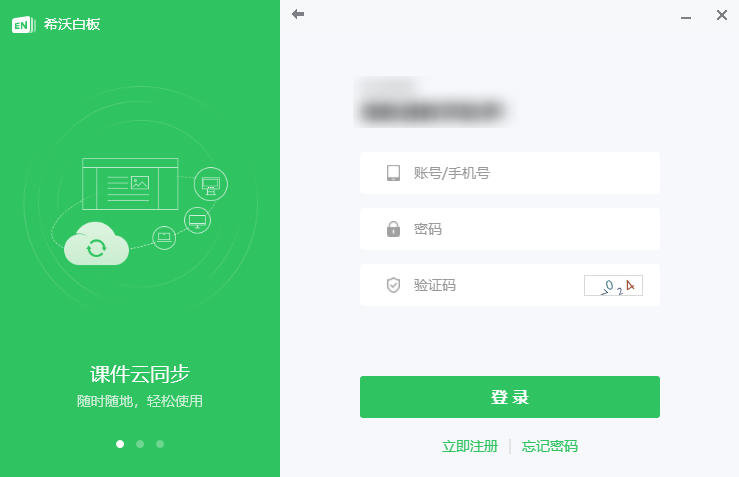 EN 希沃白板
课件云同步
随时随地，轻松使用
账号/手机号
密码
验证码
登录
立即注册
忘记密码